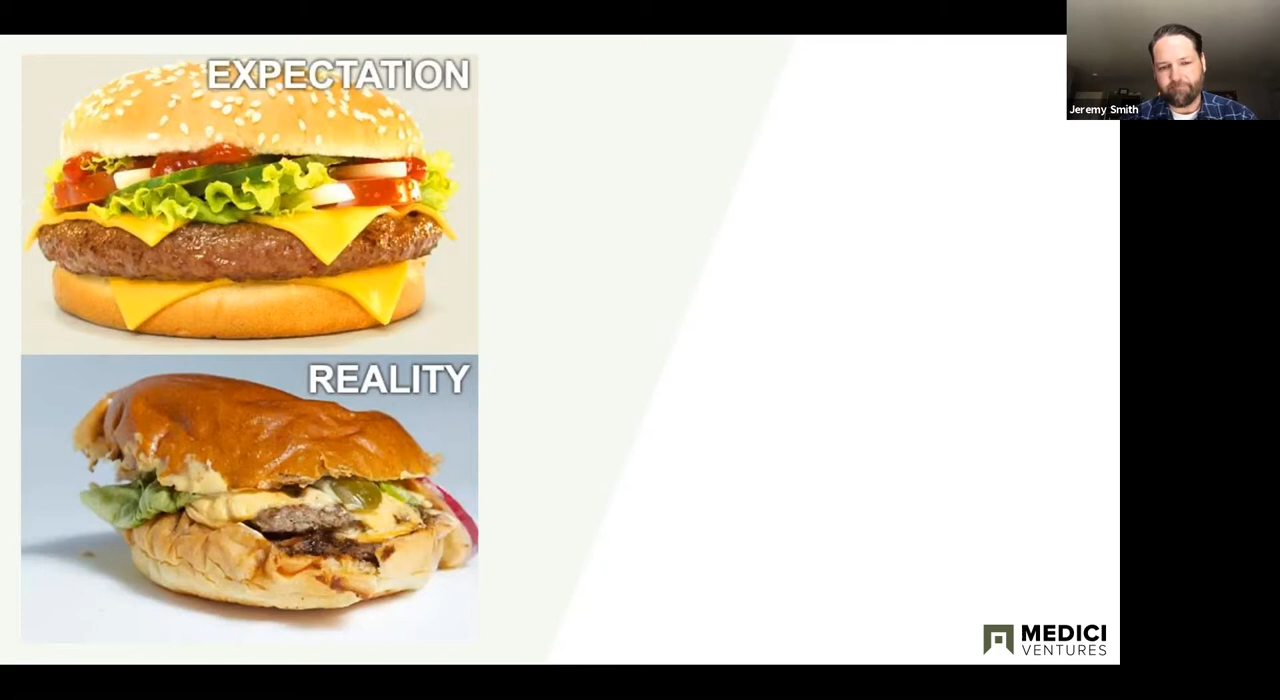 EXPECTATION
Jeremy Smith
REALITY
MEDICI
VENTURES